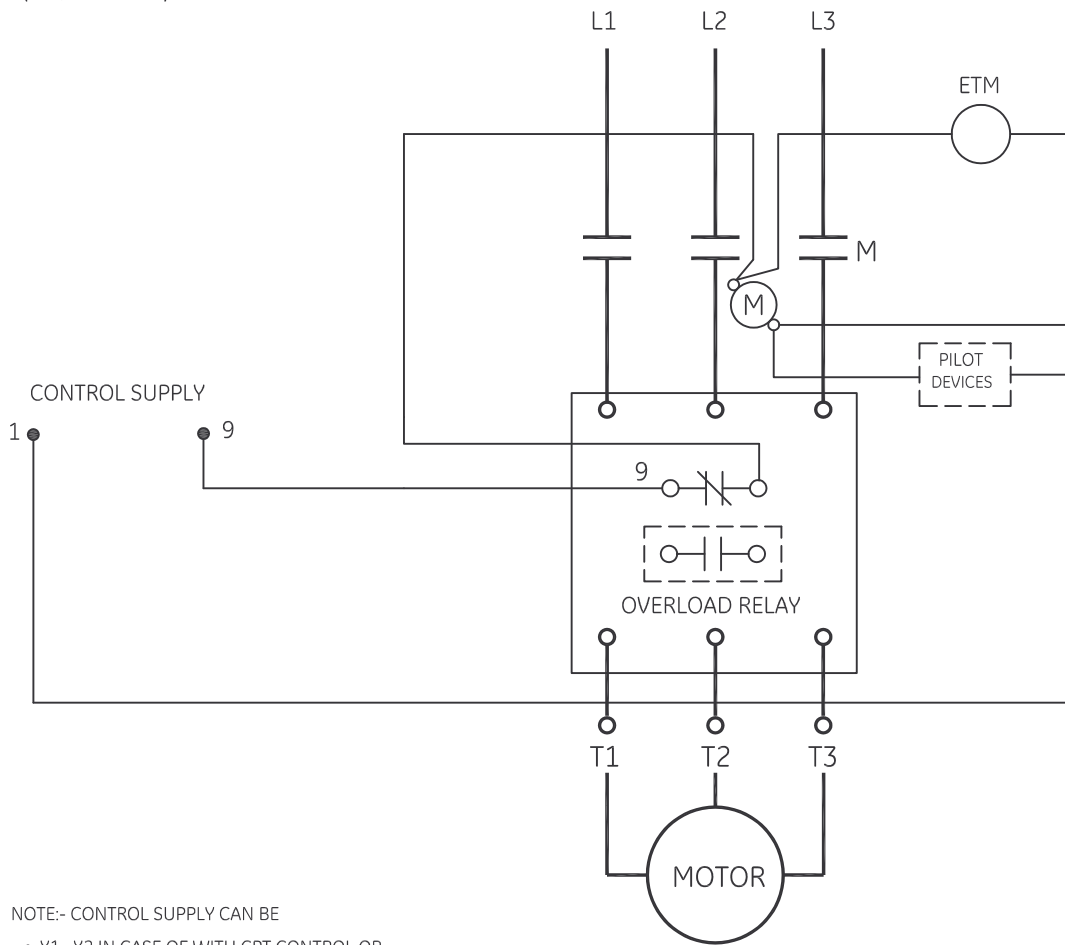 L1
L2
L3
ETM
M
M
PILOT
DEVICES
CONTROL SUPPLY
1
9
9
OVERLOAD RELAY
T1
T2
T3
MOTOR
NOTE:- CONTROL SUPPLY CAN BE